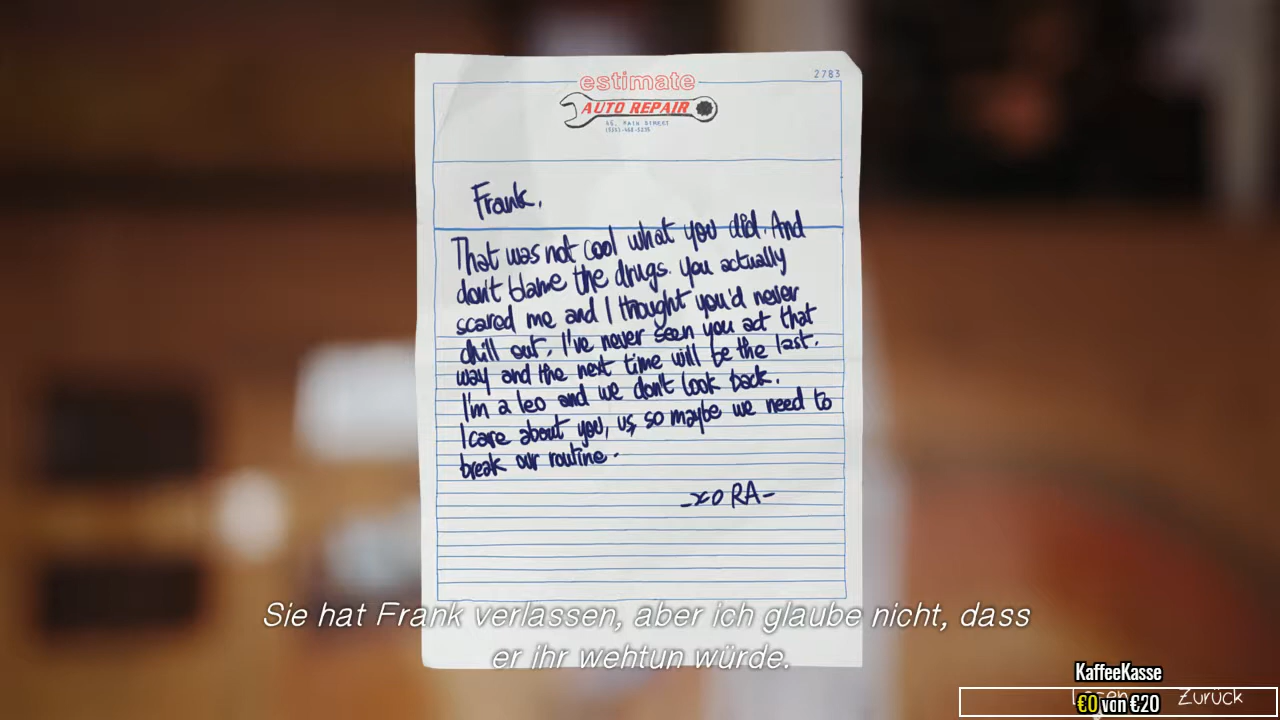 estimate
2783
AUTO REPAIR
45, MAIN STREET
Frank,
That was not cool what you did. And
don't blame the drugs. You actually
scared me and I thought you'd never
chill out. I've never seen you act that
way and the next time will be the last.
I'm a leo and we don't look back.
I care about you, us, so maybe we need to
break our routine.
-xo RA-
Sie hat Frank verlassen, aber ich glaube nicht, dass
er ihr wehtun würde.
KaffeeKasse
€0 von €20
Zurück